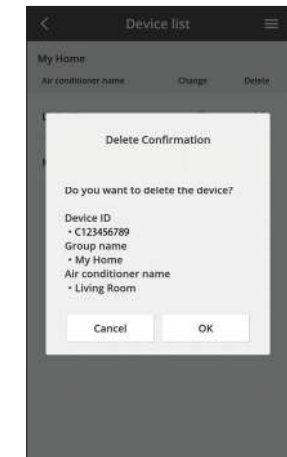 Device list
My Home
Air conditioner name Change Delete
Delete Confirmation
Do you want to delete the device?
Device ID
• C123456789
Group name
• My Home
Air conditioner name
• Living Room
Cancel OK